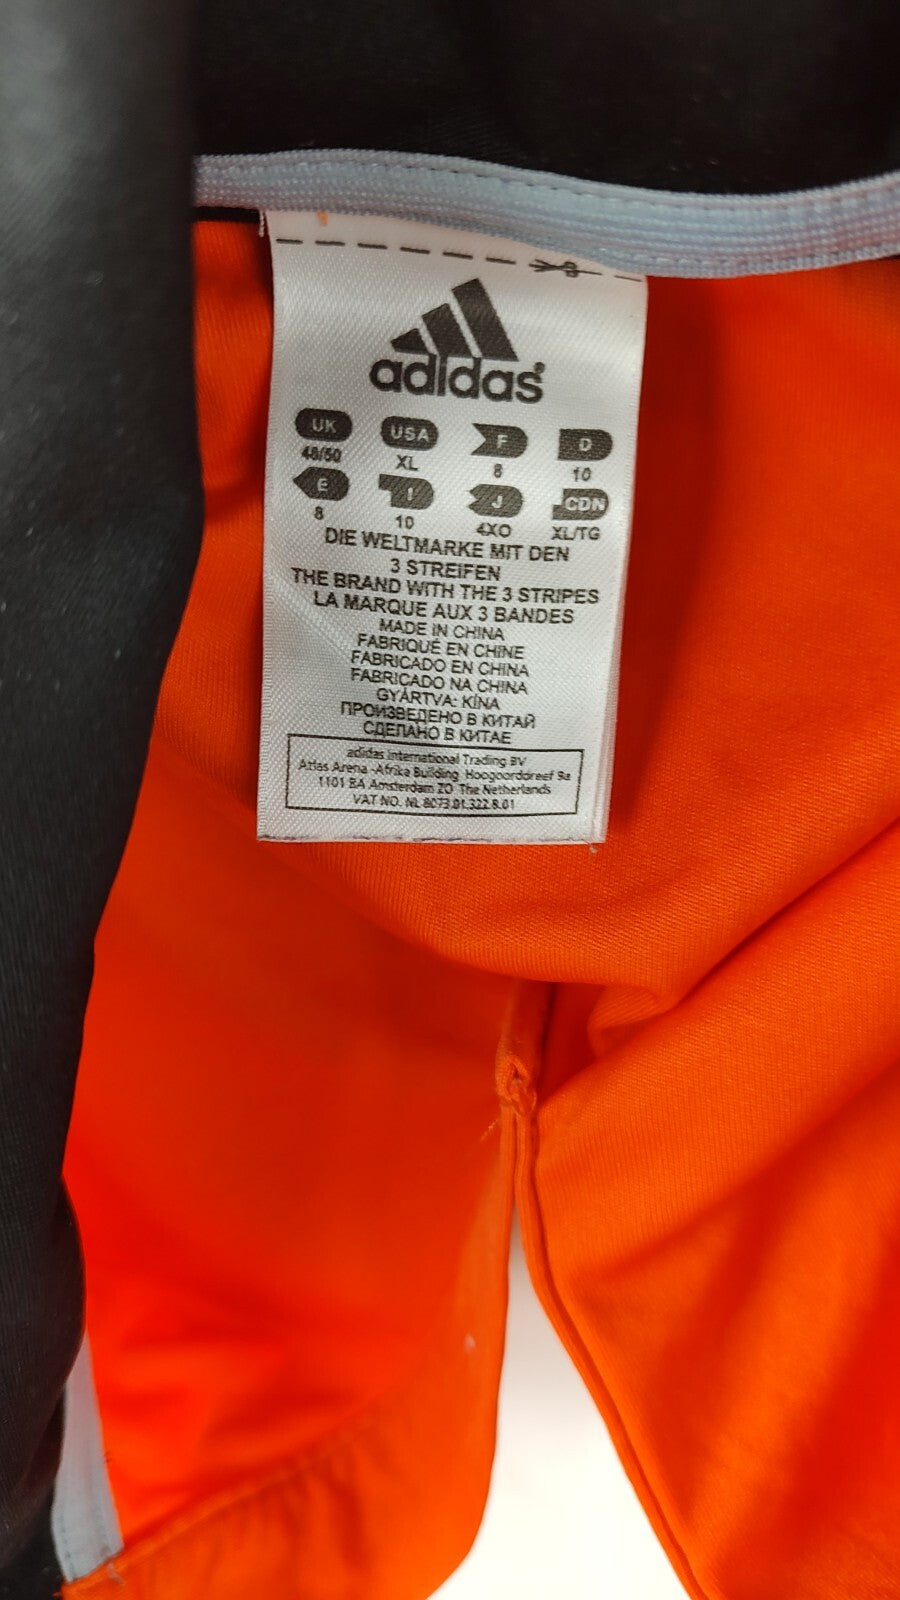 adidas®
UK USA F D
48/50 XL 8 10
E I J CDN
8 10 4XO XL/TG
DIE WELTMARKE MIT DEN
3 STREIFEN
THE BRAND WITH THE 3 STRIPES
LA MARQUE AUX 3 BANDES
MADE IN CHINA
FABRIQUÉ EN CHINE
FABRICADO EN CHINA
FABRICADO NA CHINA
GYÁRTVA: KÍNA
ПРОИЗВЕДЕНО В КИТАЙ
СДЕЛАНО В КИТАЕ
adidas International Trading BV
Atlas Arena -Afrika Building Hoogoorddreef 9a
1101 BA Amsterdam ZO The Netherlands
VAT NO. NL 8073.01.322.B.01